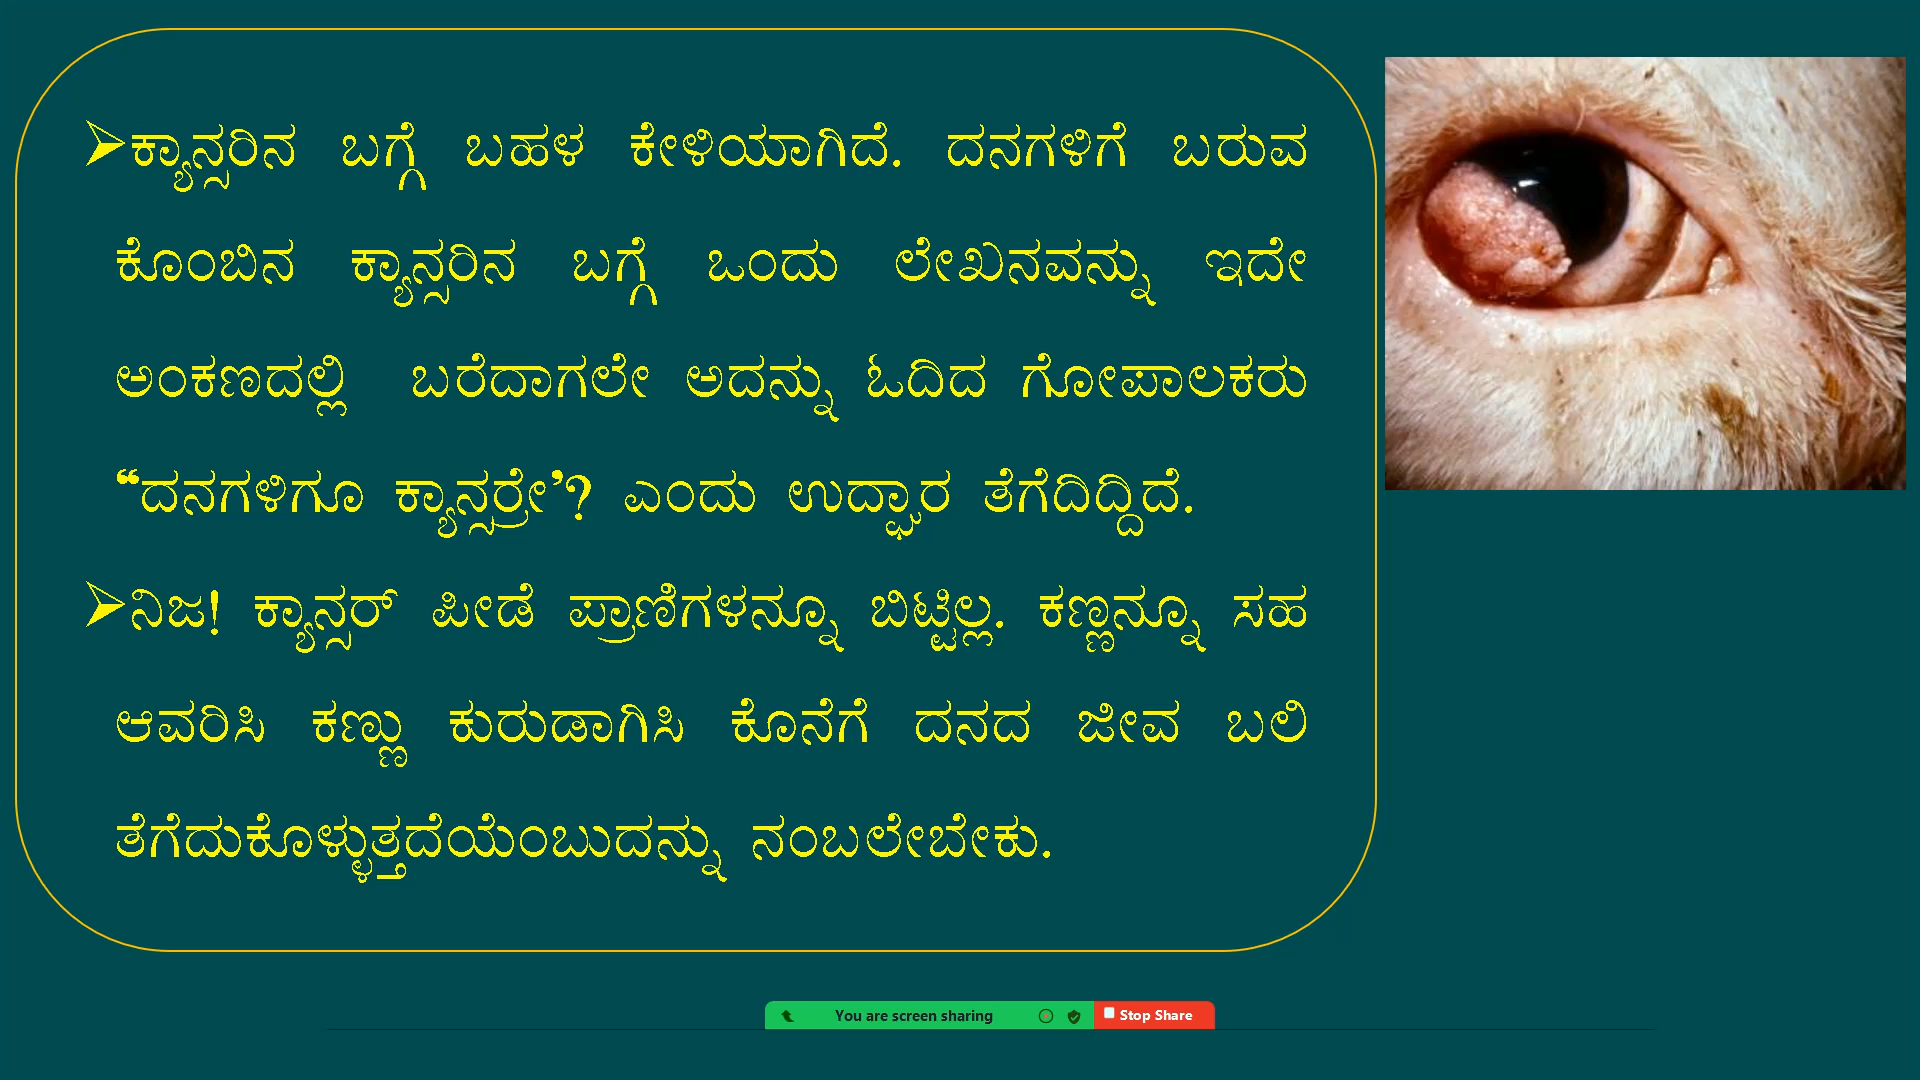 ➢ಕ್ಯಾನ್ಸರಿನ ಬಗ್ಗೆ ಬಹಳ ಕೇಳಿಯಾಗಿದೆ. ದನಗಳಿಗೆ ಬರುವ
ಕೊಂಬಿನ ಕ್ಯಾನ್ಸರಿನ ಬಗ್ಗೆ ಒಂದು ಲೇಖನವನ್ನು ಇದೇ
ಅಂಕಣದಲ್ಲಿ ಬರೆದಾಗಲೇ ಅದನ್ನು ಓದಿದ ಗೋಪಾಲಕರು
“ದನಗಳಿಗೂ ಕ್ಯಾನ್ಸರ್ರೇ’? ಎಂದು ಉದ್ಘಾರ ತೆಗೆದಿದ್ದಿದೆ.
➢ನಿಜ! ಕ್ಯಾನ್ಸರ್ ಪೀಡೆ ಪ್ರಾಣಿಗಳನ್ನೂ ಬಿಟ್ಟಿಲ್ಲ. ಕಣ್ಣನ್ನೂ ಸಹ
ಆವರಿಸಿ ಕಣ್ಣು ಕುರುಡಾಗಿಸಿ ಕೊನೆಗೆ ದನದ ಜೀವ ಬಲಿ
ತೆಗೆದುಕೊಳ್ಳುತ್ತದೆಯೆಂಬುದನ್ನು ನಂಬಲೇಬೇಕು.
You are screen sharing Stop Share